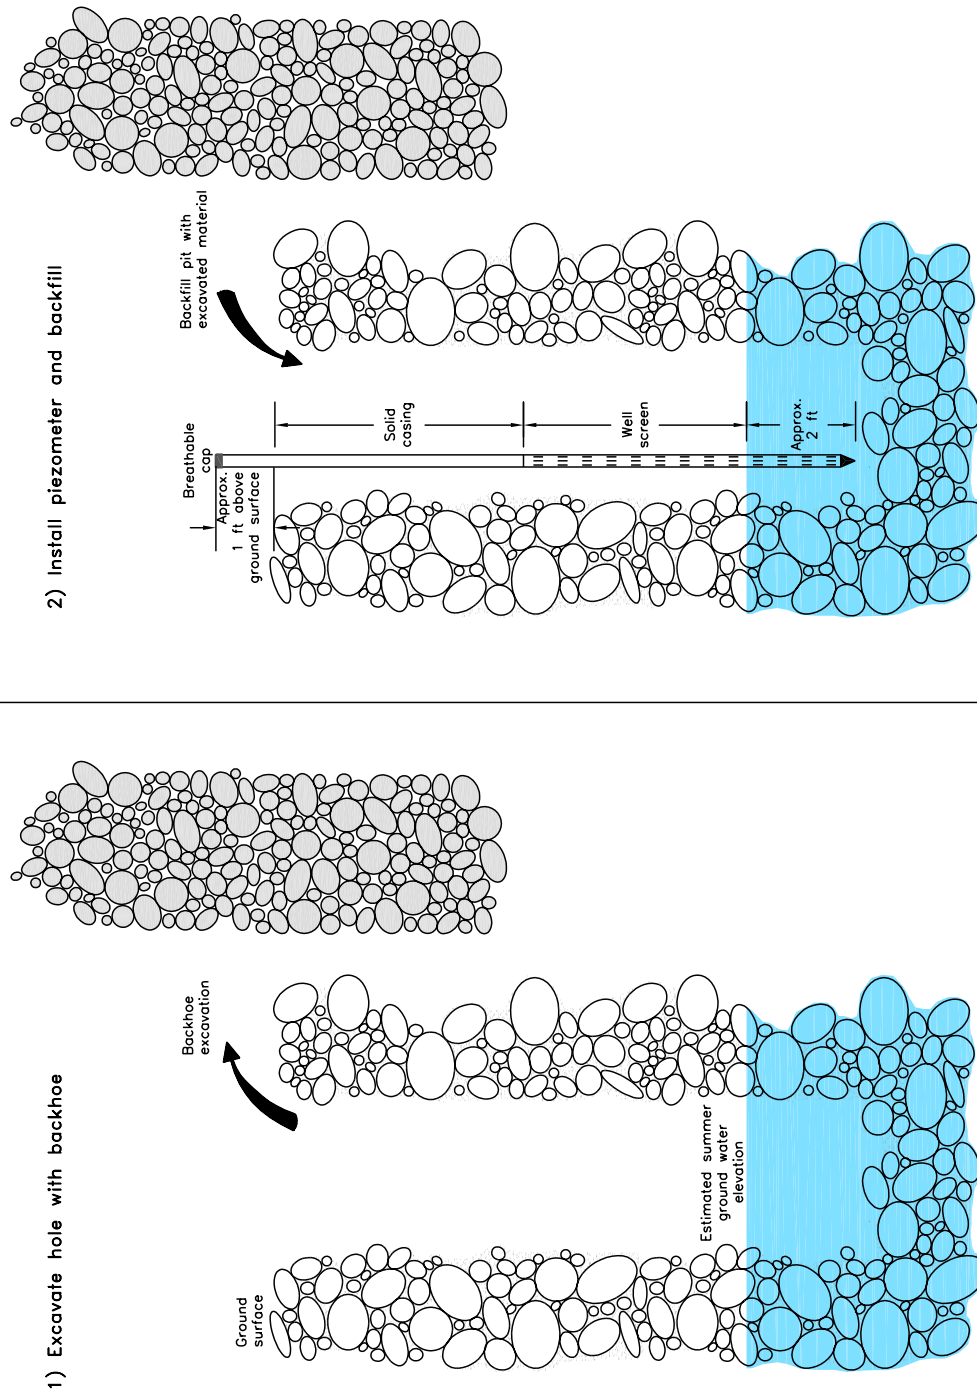 1) Excavate hole with backhoe
Backhoe
excavation
Ground
surface
Estimated summer
ground water
elevation
2) Install piezometer and backfill
Backfill pit with
excavated material
Breathable
cap
Approx.
1 ft above
ground surface
Solid
casing
Well
screen
Approx.
2 ft